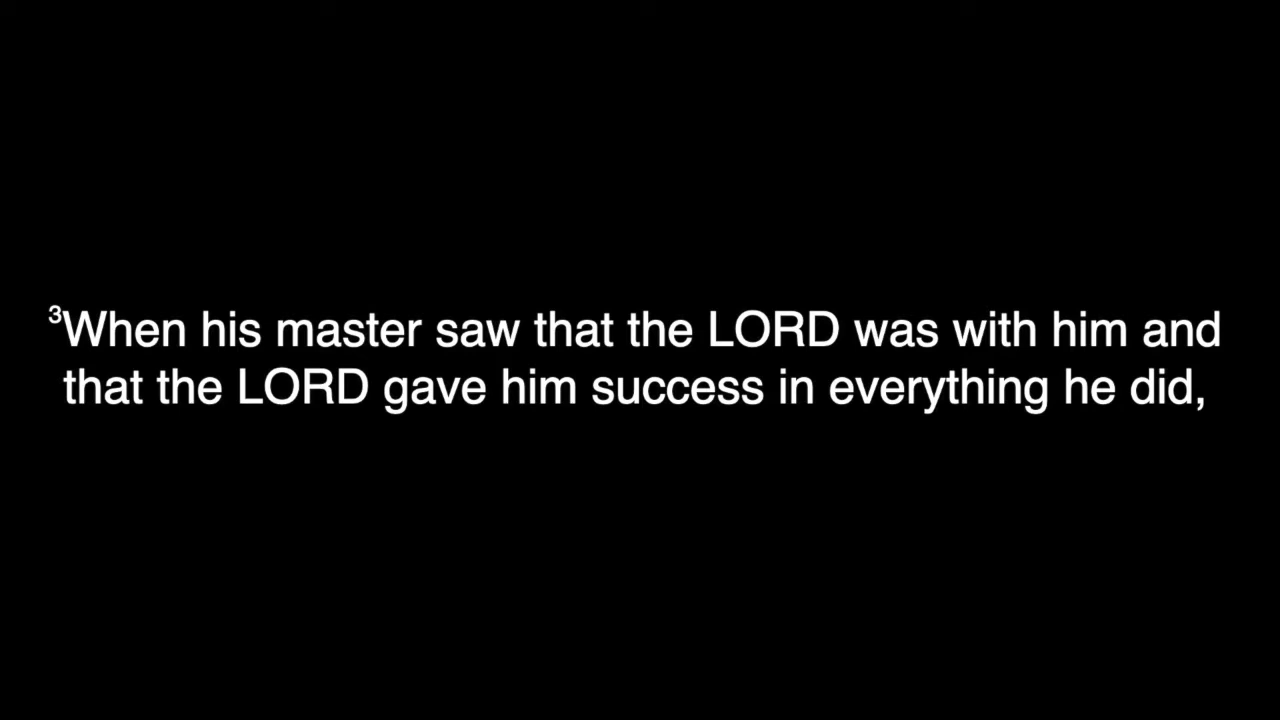 ³When his master saw that the LORD was with him and
that the LORD gave him success in everything he did,